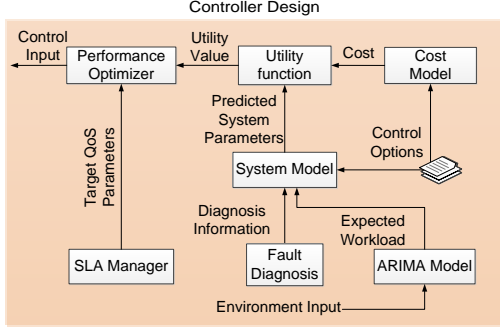 Controller Design
Control
Input
Performance
Optimizer
Utility
Value
Utility
function
Cost
Cost
Model
Predicted
System
Parameters
Control
Options
Target QoS
Parameters
System Model
Diagnosis
Information
Expected
Workload
SLA Manager
Fault
Diagnosis
ARIMA Model
Environment Input